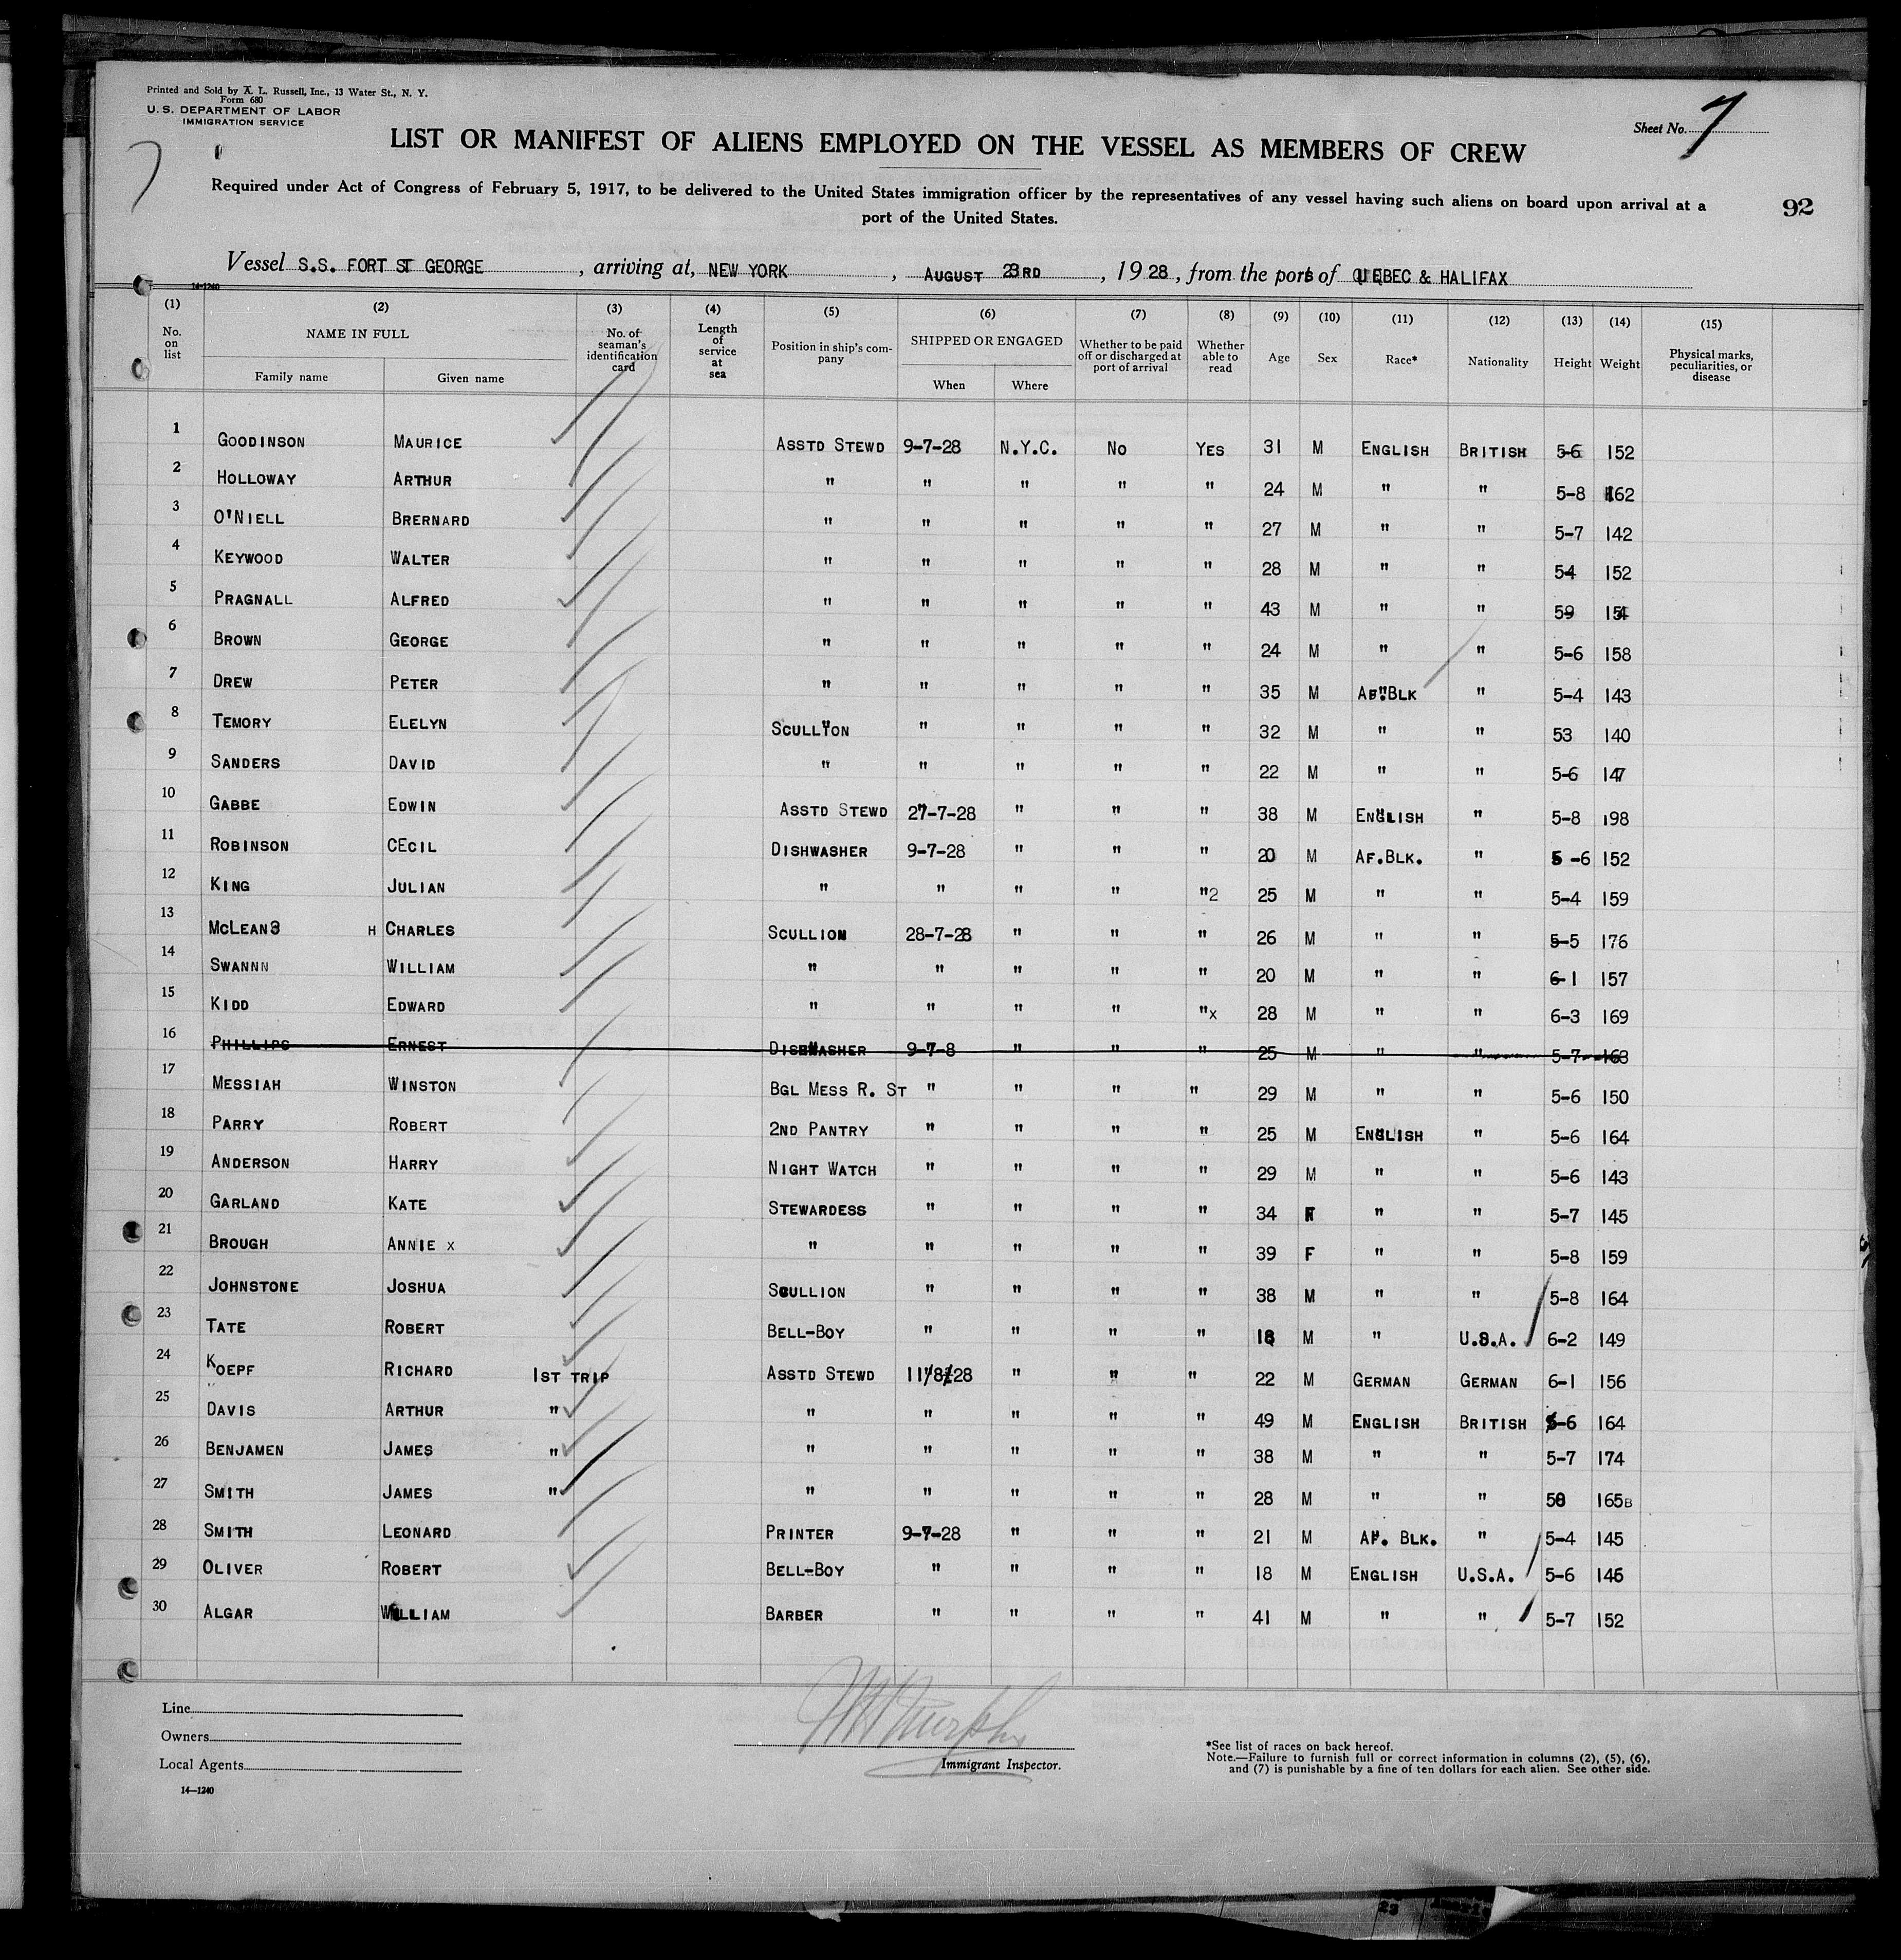 Printed and Sold by A. L. Russell, Inc., 13 Water St., N. Y.
Form 680
U. S. DEPARTMENT OF LABOR
IMMIGRATION SERVICE
Sheet No. 7
LIST OR MANIFEST OF ALIENS EMPLOYED ON THE VESSEL AS MEMBERS OF CREW
Required under Act of Congress of February 5, 1917, to be delivered to the United States immigration officer by the representatives of any vessel having such aliens on board upon arrival at a
port of the United States.
92
Vessel S.S. FORT ST GEORGE , arriving at, NEW YORK , AUGUST 23RD , 1928, from the ports of QUEBEC & HALIFAX
14-1240
(1) (2) (3) (4) (5) (6) (7) (8) (9) (10) (11) (12) (13) (14) (15)
No. on list NAME IN FULL Family name Given name No. of seaman's identification card Length of service at sea Position in ship's company SHIPPED OR ENGAGED When Where Whether to be paid off or discharged at port of arrival Whether able to read Age Sex Race* Nationality Height Weight Physical marks, peculiarities, or disease
1 GOODINSON MAURICE ASSTD STEWD 9-7-28 N.Y.C. NO YES 31 M ENGLISH BRITISH 5-6 152
2 HOLLOWAY ARTHUR " " " " " 24 M " " 5-8 162
3 O'NIELL BRERNARD " " " " " 27 M " " 5-7 142
4 KEYWOOD WALTER " " " " " 28 M " " 54 152
5 PRAGNALL ALFRED " " " " " 43 M " " 59 154
6 BROWN GEORGE " " " " " 24 M " " 5-6 158
7 DREW PETER " " " " " 35 M AF.BLK " 5-4 143
8 TEMORY ELELYN SCULLYON " " " " 32 M " " 53 140
9 SANDERS DAVID " " " " " 22 M " " 5-6 147
10 GABBE EDWIN ASSTD STEWD 27-7-28 " " " 38 M ENGLISH " 5-8 198
11 ROBINSON CECIL DISHWASHER 9-7-28 " " " 20 M AF.BLK. " 5-6 152
12 KING JULIAN " " " " "2 25 M " " 5-4 159
13 MCLEAN3 H CHARLES SCULLION 28-7-28 " " " 26 M " " 5-5 176
14 SWANNN WILLIAM " " " " " 20 M " " 6-1 157
15 KIDD EDWARD " " " " "X 28 M " " 6-3 169
16 PHILLIPS ERNEST DISHWASHER 9-7-8 " " " 25 M " " 5-7 163
17 MESSIAH WINSTON BGL MESS R. ST " " " " 29 M " " 5-6 150
18 PARRY ROBERT 2ND PANTRY " " " " 25 M ENGLISH " 5-6 164
19 ANDERSON HARRY NIGHT WATCH " " " " 29 M " " 5-6 143
20 GARLAND KATE STEWARDESS " " " " 34 F " " 5-7 145
21 BROUGH ANNIE X " " " " " 39 F " " 5-8 159
22 JOHNSTONE JOSHUA SCULLION " " " " 38 M " " 5-8 164
23 TATE ROBERT BELL-BOY " " " " 18 M " U.S.A. 6-2 149
24 KOEPF RICHARD 1ST TRIP ASSTD STEWD 11/8/28 " " " 22 M GERMAN GERMAN 6-1 156
25 DAVIS ARTHUR " " " " " " 49 M ENGLISH BRITISH 5-6 164
26 BENJAMEN JAMES " " " " " " 38 M " " 5-7 174
27 SMITH JAMES " " " " " " 28 M " " 58 165B
28 SMITH LEONARD PRINTER 9-7-28 " " " 21 M AF. BLK. " 5-4 145
29 OLIVER ROBERT BELL-BOY " " " " 18 M ENGLISH U.S.A. 5-6 146
30 ALGAR WILLIAM BARBER " " " " 41 M " " 5-7 152
Line
Owners
Local Agents
14-1240
Murphy
Immigrant Inspector.
*See list of races on back hereof.
Note.—Failure to furnish full or correct information in columns (2), (5), (6),
and (7) is punishable by a fine of ten dollars for each alien. See other side.